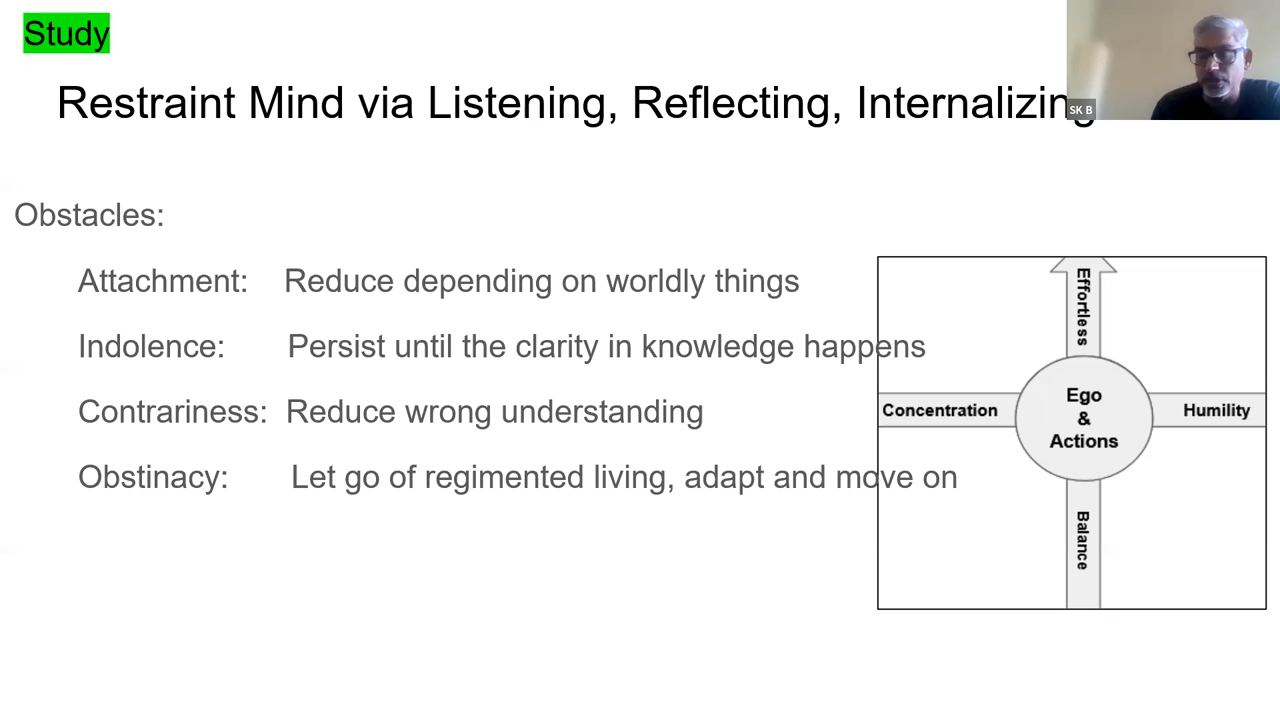 Study
Restraint Mind via Listening, Reflecting, Internalizing
SK B
Obstacles:
Attachment: Reduce depending on worldly things
Indolence: Persist until the clarity in knowledge happens
Contrariness: Reduce wrong understanding
Obstinacy: Let go of regimented living, adapt and move on
Effortless
Concentration
Ego
&
Actions
Humility
Balance